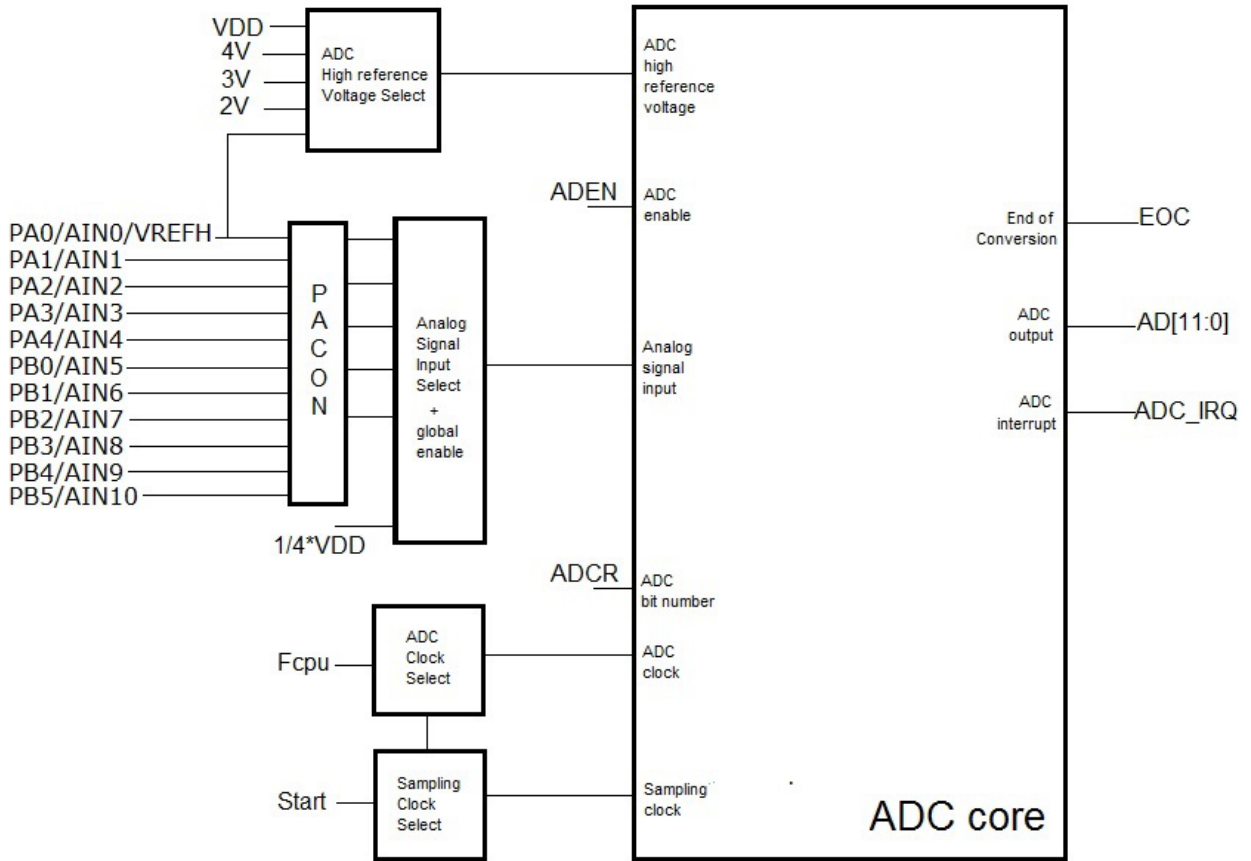 VDD
4V
3V
2V
ADC
High reference
Voltage Select
ADC
high
reference
voltage
ADEN
ADC
enable
PA0/AIN0/VREFH
PA1/AIN1
PA2/AIN2
PA3/AIN3
PA4/AIN4
PB0/AIN5
PB1/AIN6
PB2/AIN7
PB3/AIN8
PB4/AIN9
PB5/AIN10
P
A
C
O
N
Analog
Signal
Input
Select
+
global
enable
1/4*VDD
Analog
signal
input
End of
Conversion
EOC
ADC
output
AD[11:0]
ADC
interrupt
ADC_IRQ
ADCR
ADC
bit number
Fcpu
ADC
Clock
Select
ADC
clock
Start
Sampling
Clock
Select
Sampling
clock
ADC core